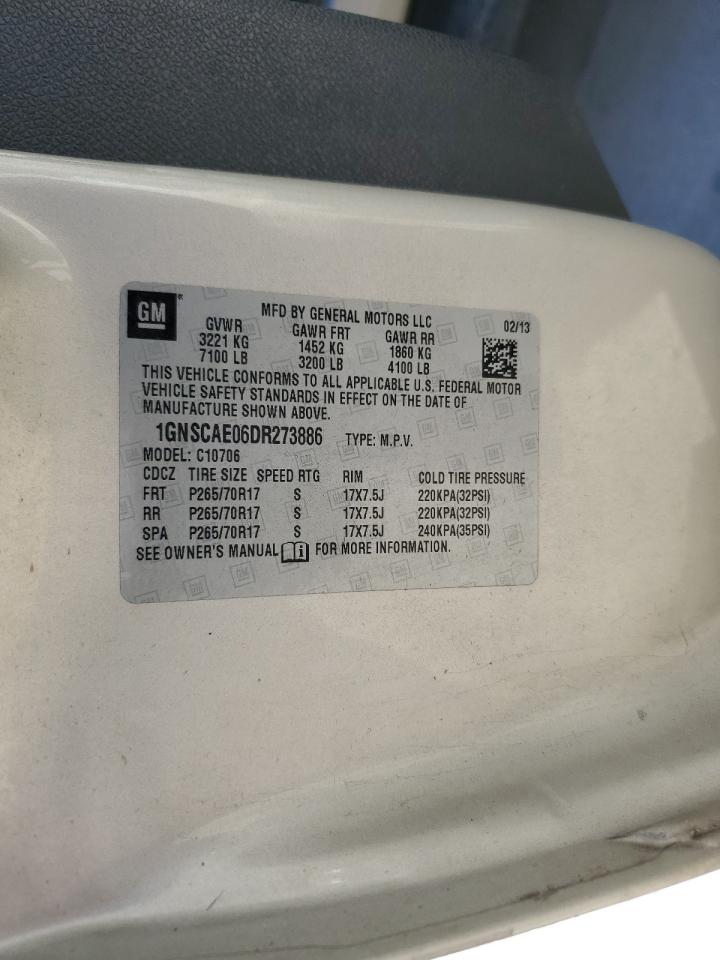 GM
MFD BY GENERAL MOTORS LLC 02/13
GVWR GAWR FRT GAWR RR
3221 KG 1452 KG 1860 KG
7100 LB 3200 LB 4100 LB
THIS VEHICLE CONFORMS TO ALL APPLICABLE U.S. FEDERAL MOTOR
VEHICLE SAFETY STANDARDS IN EFFECT ON THE DATE OF
MANUFACTURE SHOWN ABOVE.
1GNSCAE06DR273886 TYPE: M.P.V.
MODEL: C10706
CDCZ TIRE SIZE SPEED RTG RIM COLD TIRE PRESSURE
FRT P265/70R17 S 17X7.5J 220KPA(32PSI)
RR P265/70R17 S 17X7.5J 220KPA(32PSI)
SPA P265/70R17 S 17X7.5J 240KPA(35PSI)
SEE OWNER'S MANUAL i FOR MORE INFORMATION.